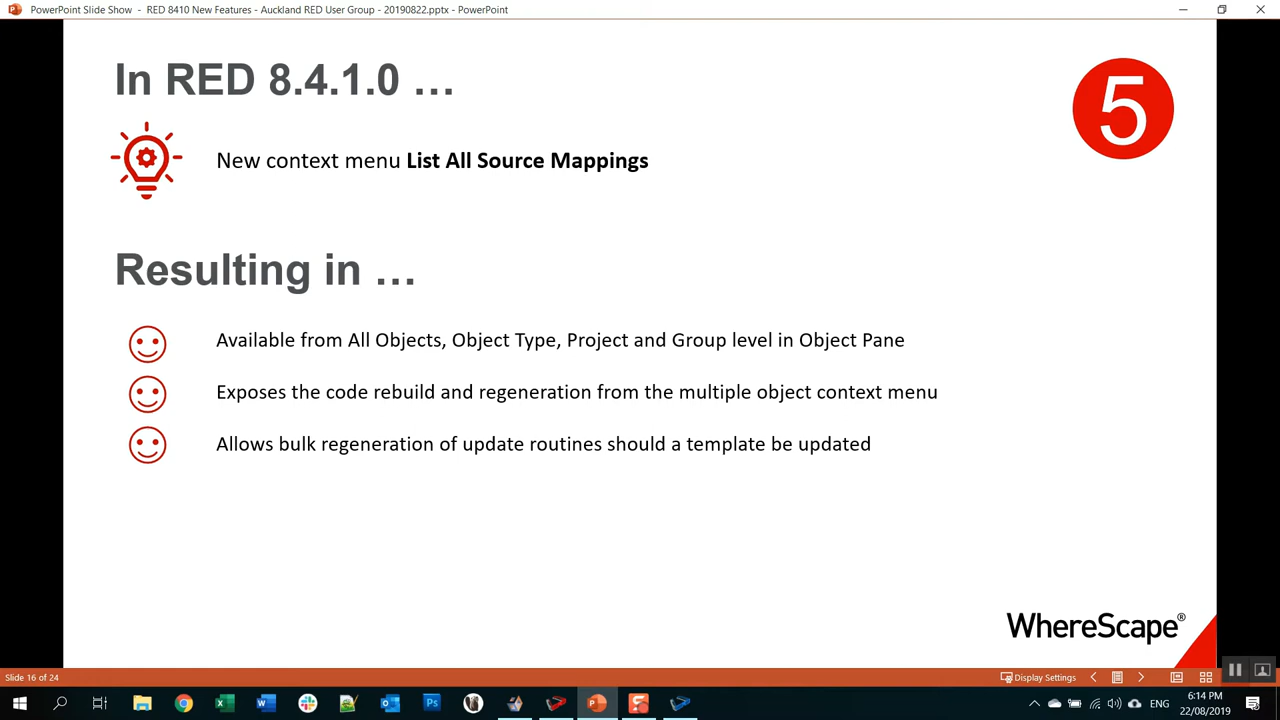 PowerPoint Slide Show - RED 8410 New Features - Auckland RED User Group - 20190822.pptx - PowerPoint
In RED 8.4.1.0 …
5
New context menu List All Source Mappings
Resulting in …
Available from All Objects, Object Type, Project and Group level in Object Pane
Exposes the code rebuild and regeneration from the multiple object context menu
Allows bulk regeneration of update routines should a template be updated
WhereScape®
Slide 16 of 24
Display Settings
6:14 PM
ENG
22/08/2019